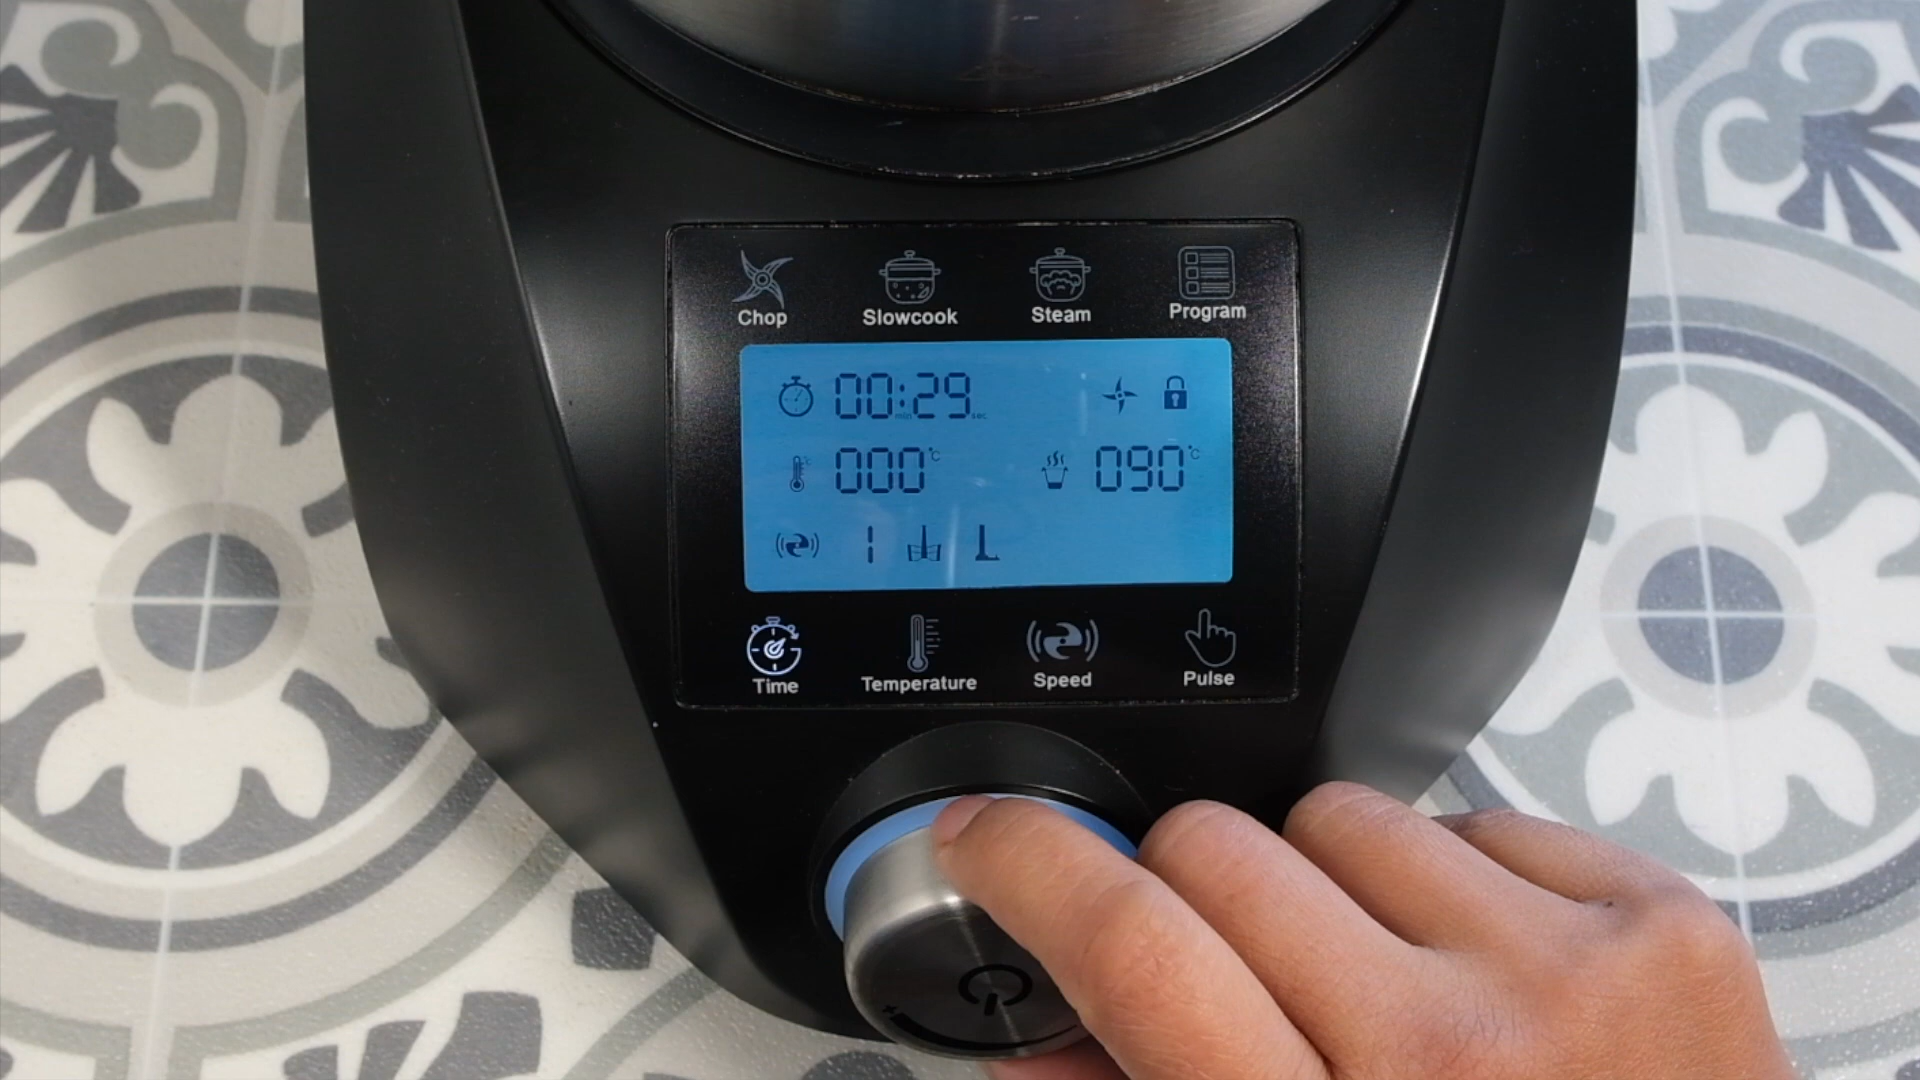 Chop Slowcook Steam Program
00:29
min sec
000°C 090°C
1
Time Temperature Speed Pulse